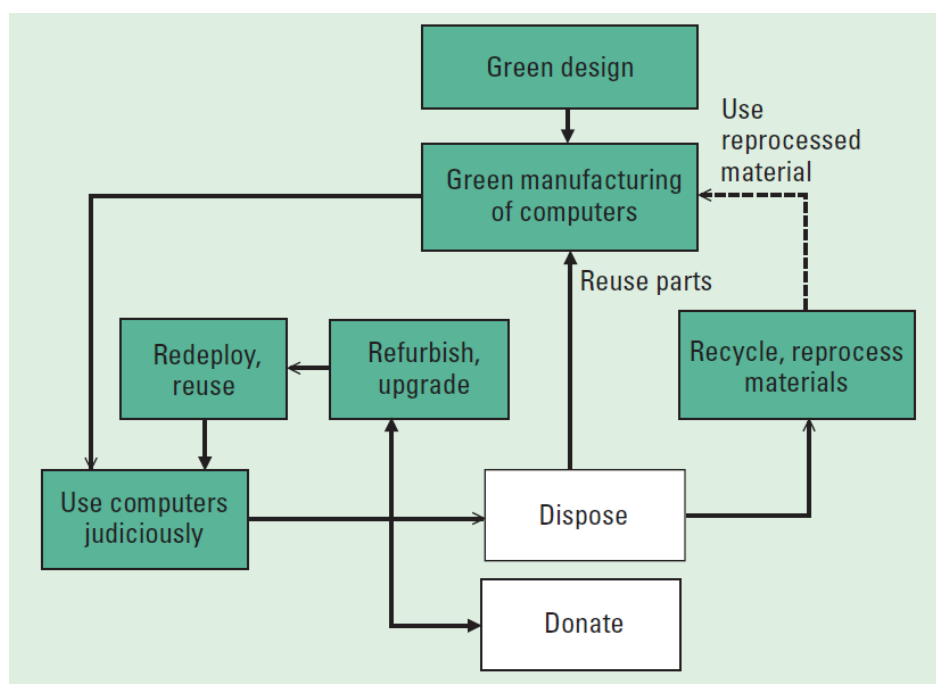 Green design
Use
reprocessed
material
Green manufacturing
of computers
Reuse parts
Redeploy,
reuse
Refurbish,
upgrade
Recycle, reprocess
materials
Use computers
judiciously
Dispose
Donate